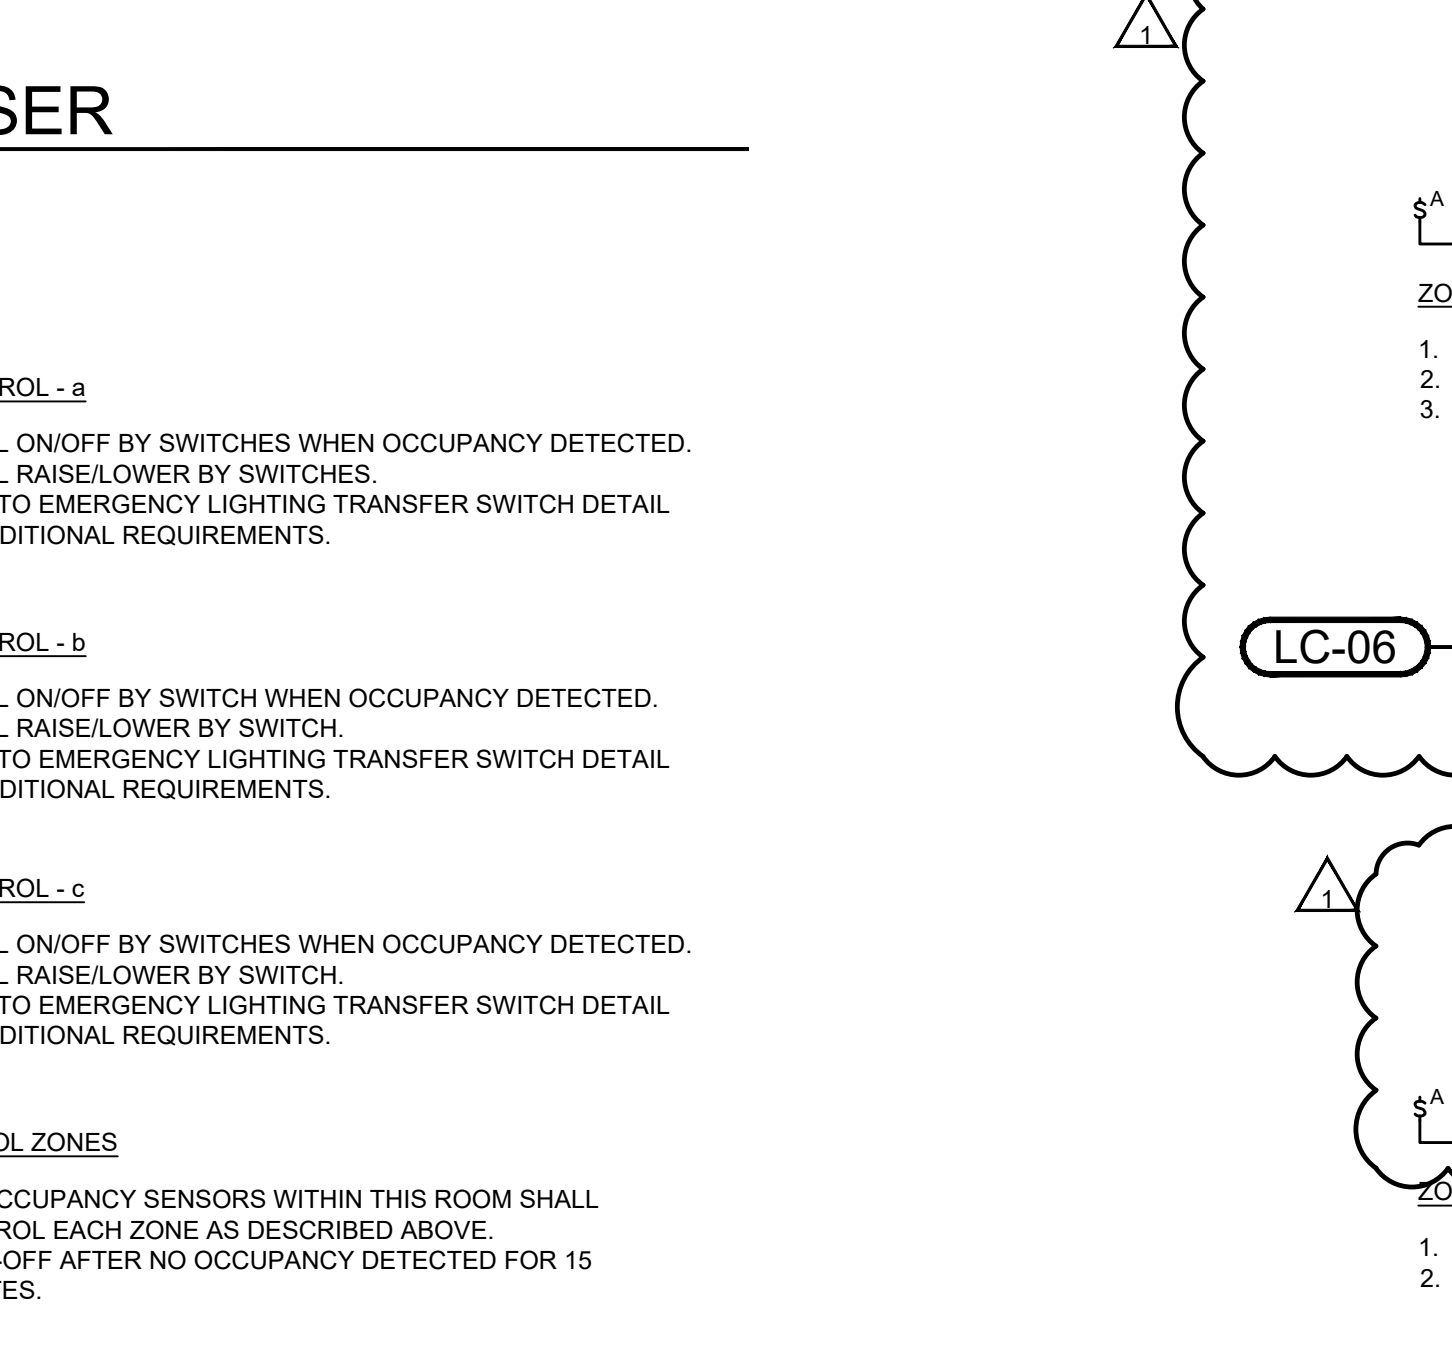 SER
ROL - a
L ON/OFF BY SWITCHES WHEN OCCUPANCY DETECTED.
L RAISE/LOWER BY SWITCHES.
TO EMERGENCY LIGHTING TRANSFER SWITCH DETAIL
DITIONAL REQUIREMENTS.
ROL - b
L ON/OFF BY SWITCH WHEN OCCUPANCY DETECTED.
L RAISE/LOWER BY SWITCH.
TO EMERGENCY LIGHTING TRANSFER SWITCH DETAIL
DITIONAL REQUIREMENTS.
ROL - c
L ON/OFF BY SWITCHES WHEN OCCUPANCY DETECTED.
L RAISE/LOWER BY SWITCH.
TO EMERGENCY LIGHTING TRANSFER SWITCH DETAIL
DITIONAL REQUIREMENTS.
OL ZONES
CCUPANCY SENSORS WITHIN THIS ROOM SHALL
ROL EACH ZONE AS DESCRIBED ABOVE.
-OFF AFTER NO OCCUPANCY DETECTED FOR 15
TES.
1
$ A
ZO
1.
2.
3.
LC-06
1
$ A
ZO
1.
2.